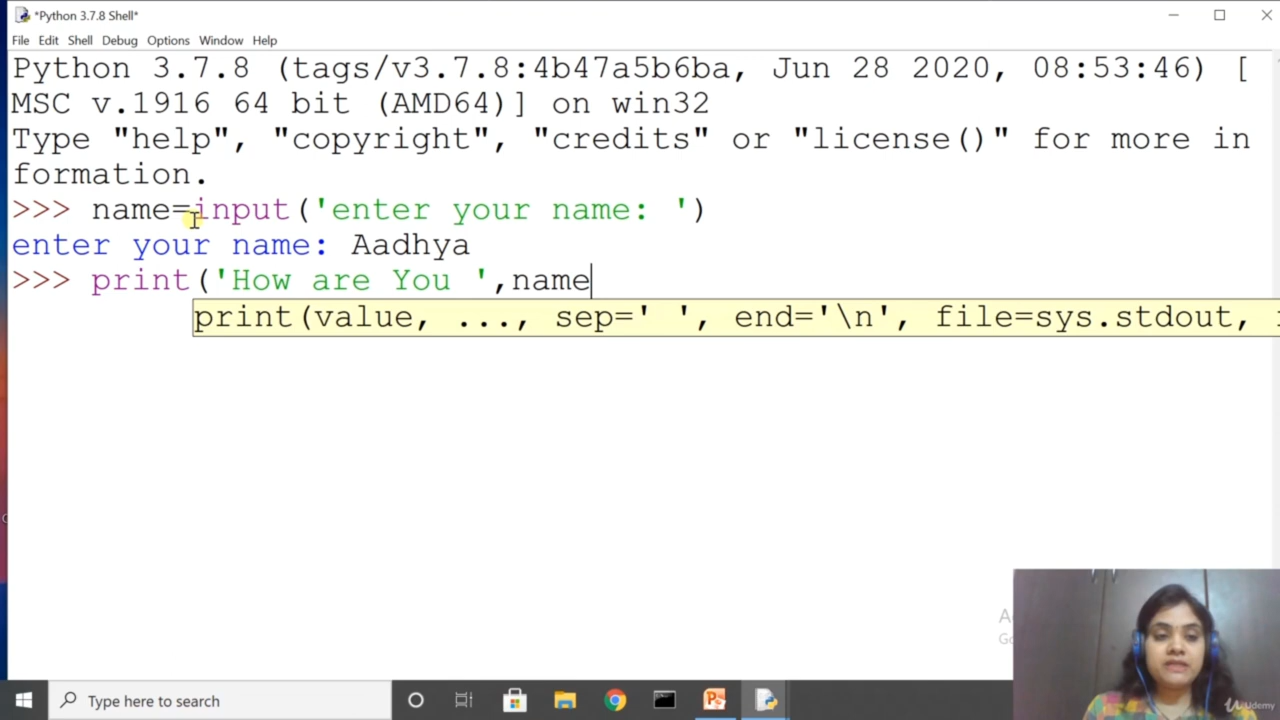 *Python 3.7.8 Shell*
File Edit Shell Debug Options Window Help
Python 3.7.8 (tags/v3.7.8:4b47a5b6ba, Jun 28 2020, 08:53:46) [
MSC v.1916 64 bit (AMD64)] on win32
Type "help", "copyright", "credits" or "license()" for more in
formation.
>>> name=input('enter your name: ')
enter your name: Aadhya
>>> print('How are You ',name
print(value, ..., sep=' ', end='\n', file=sys.stdout,
Type here to search
Udemy